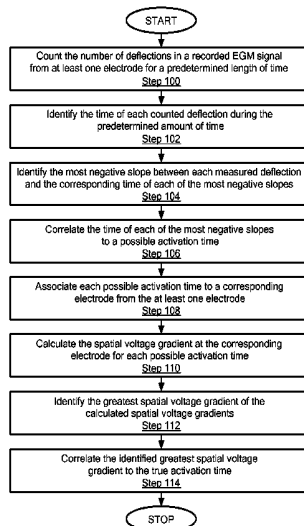 START
Count the number of deflections in a recorded EGM signal
from at least one electrode for a predetermined length of time
Step 100
Identify the time of each counted deflection during the
predetermined amount of time
Step 102
Identify the most negative slope between each measured deflection
and the corresponding time of each of the most negative slopes
Step 104
Correlate the time of each of the most negative slopes
to a possible activation time
Step 106
Associate each possible activation time to a corresponding
electrode from the at least one electrode
Step 108
Calculate the spatial voltage gradient at the corresponding
electrode for each possible activation time
Step 110
Identify the greatest spatial voltage gradient of the
calculated spatial voltage gradients
Step 112
Correlate the identified greatest spatial voltage
gradient to the true activation time
Step 114
STOP